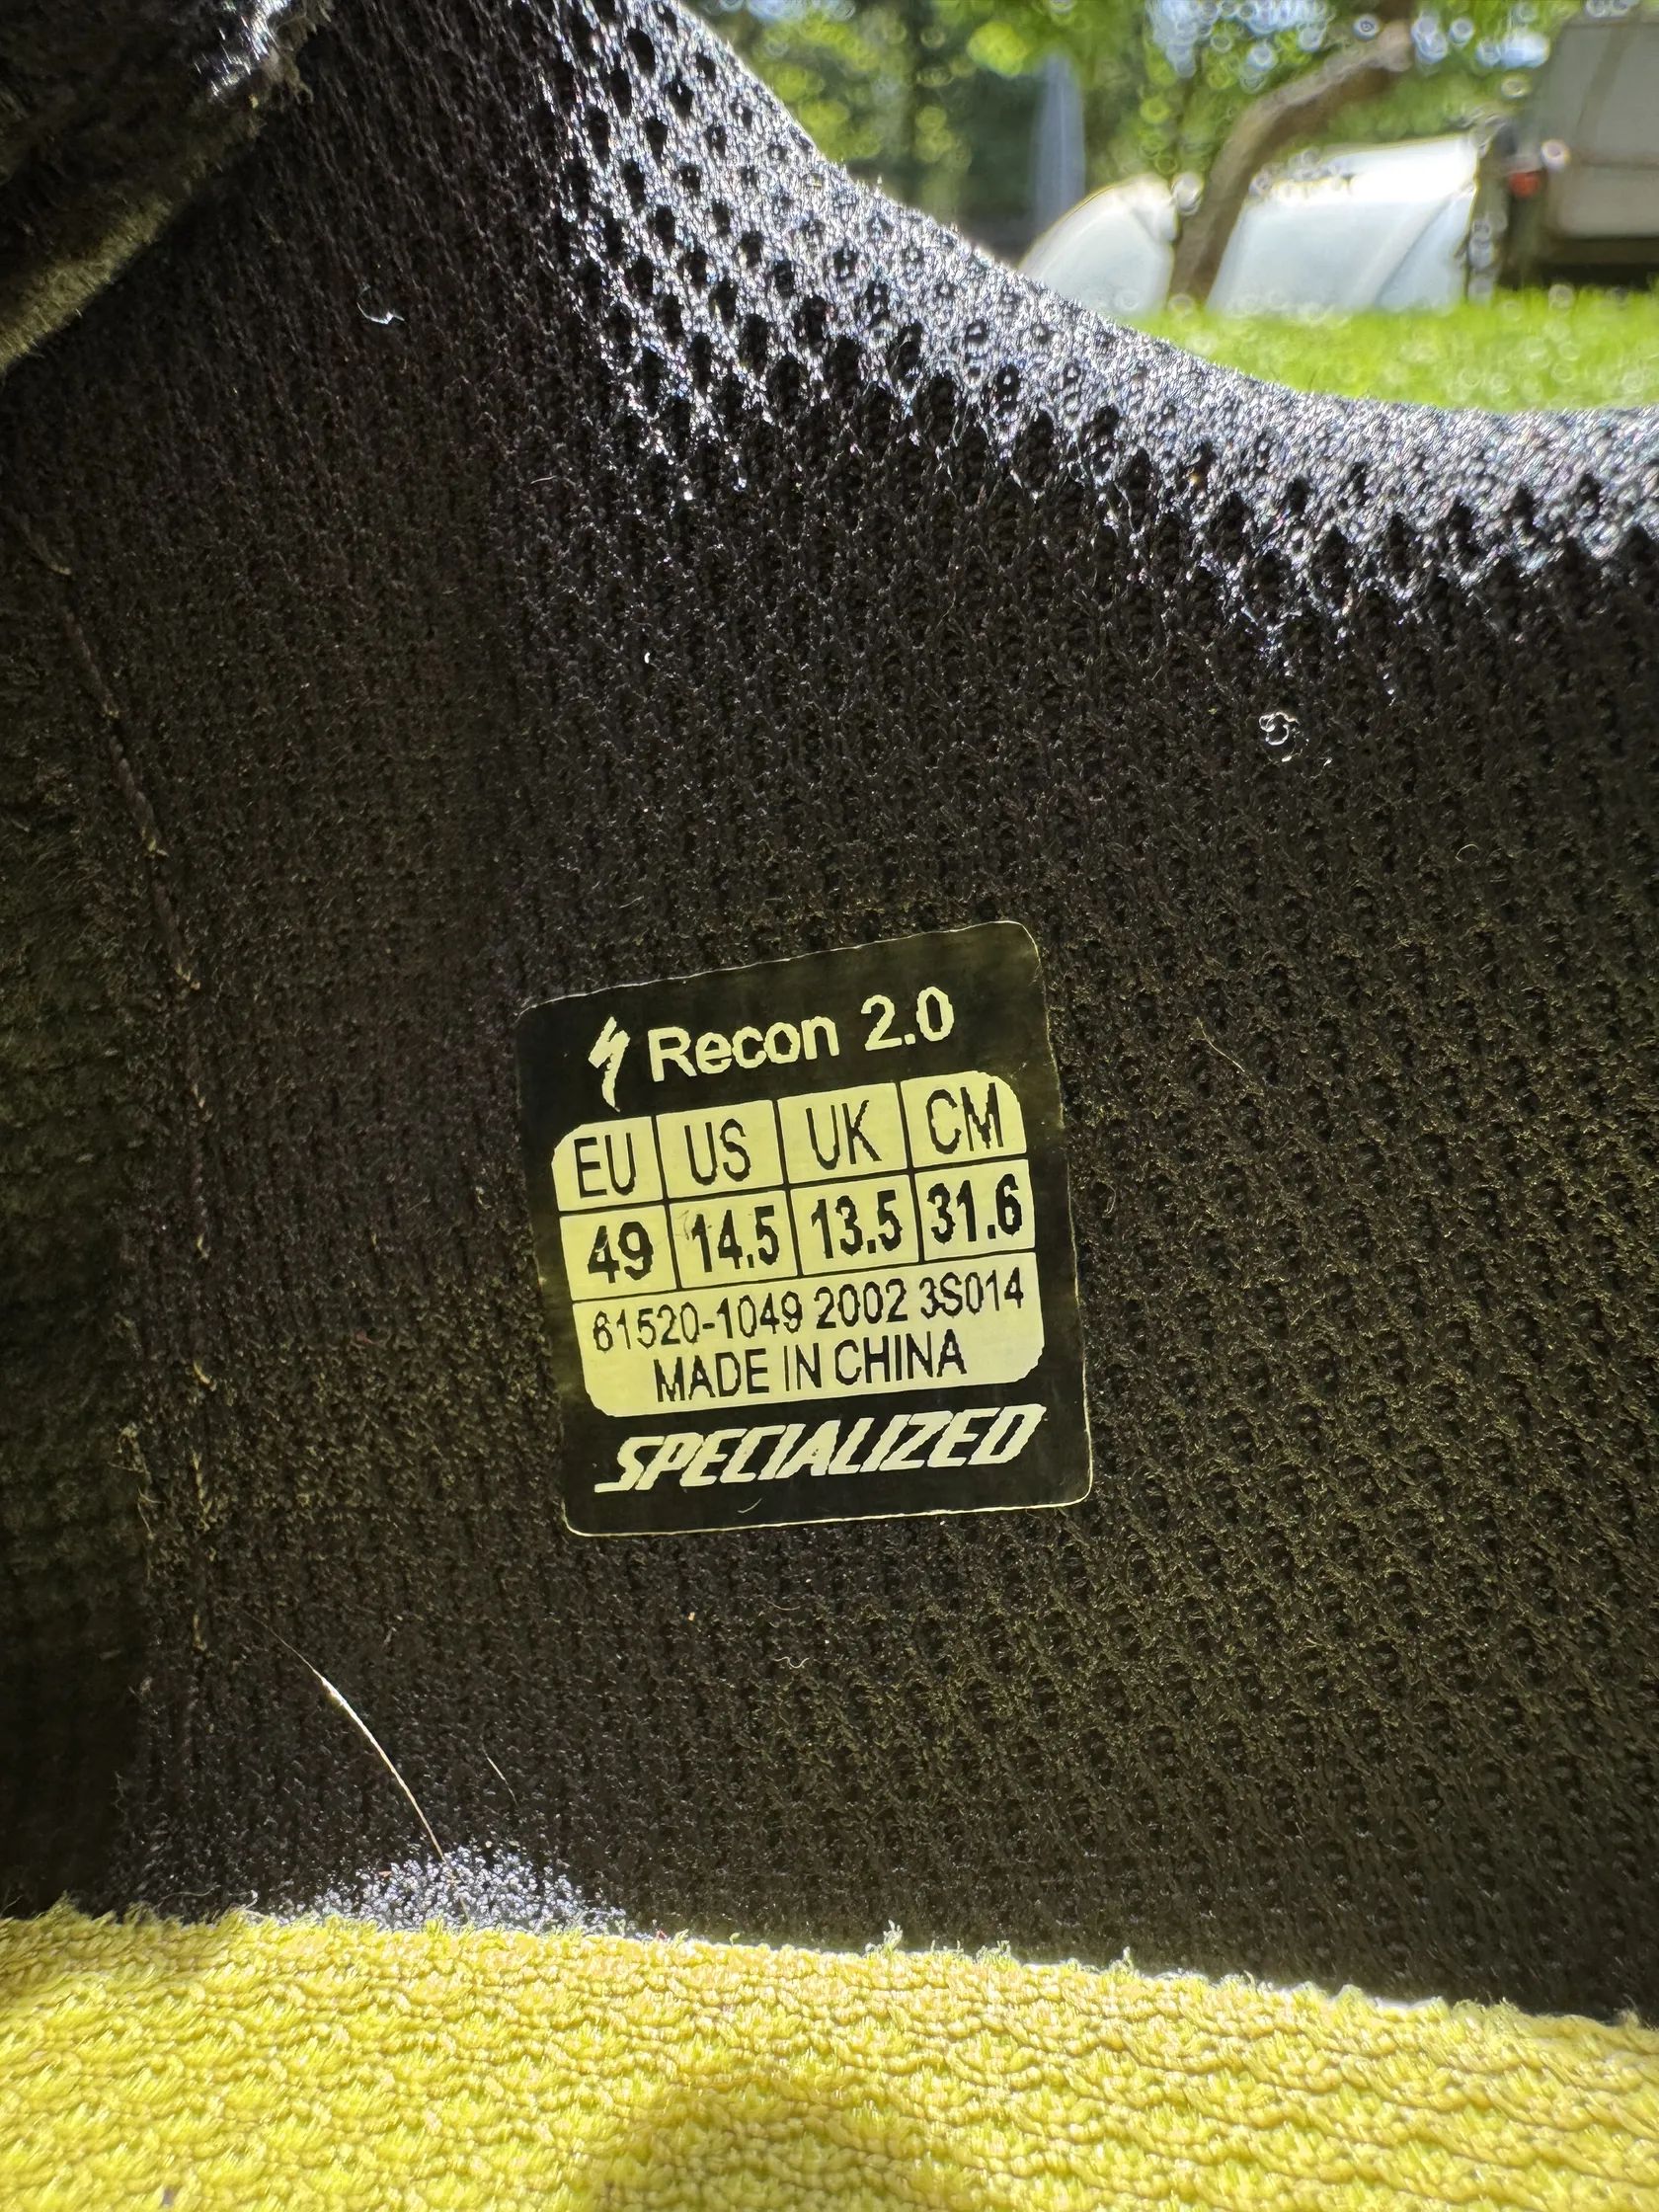 Recon 2.0
EU US UK CM
49 14.5 13.5 31.6
61520-1049 2002 3S014
MADE IN CHINA
SPECIALIZED